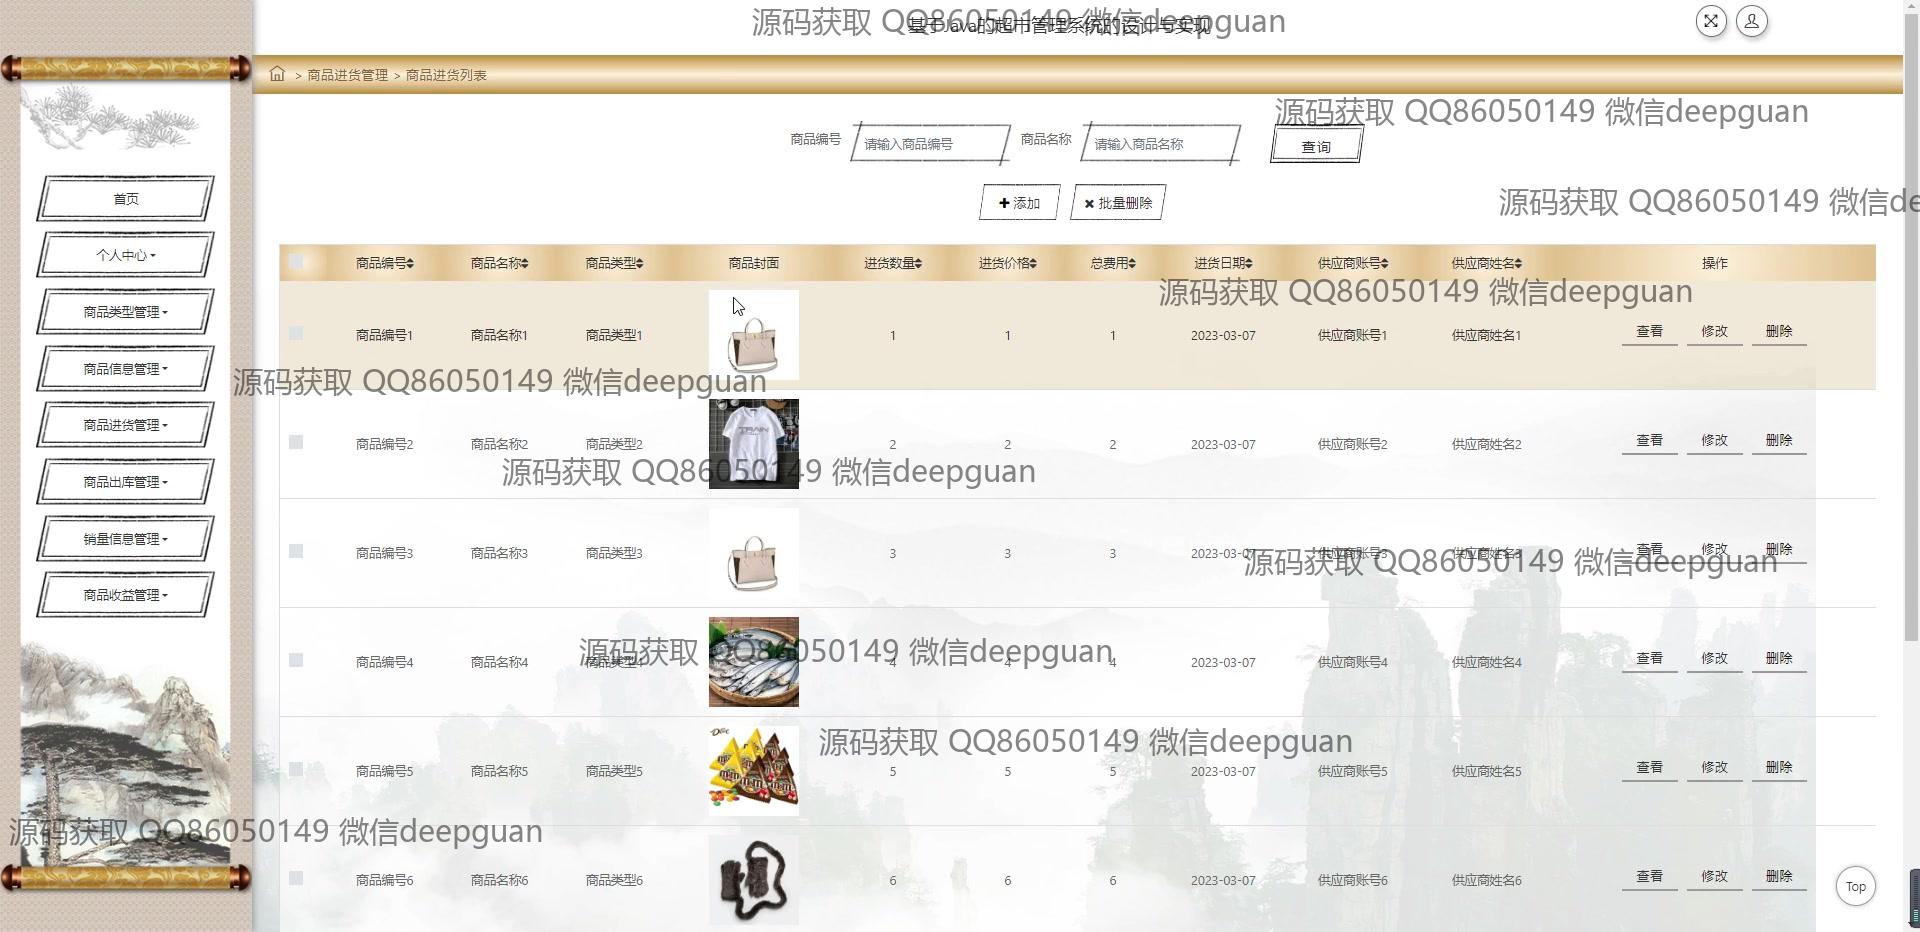 源码获取 QQ86050149 微信deepguan
基于Java的超市管理系统的设计与实现
> 商品进货管理 > 商品进货列表
源码获取 QQ86050149 微信deepguan
商品编号 请输入商品编号 商品名称 请输入商品名称 查询
首页
添加 批量删除
源码获取 QQ86050149 微信de
个人中心
商品编号 商品名称 商品类型 商品封面 进货数量 进货价格 总费用 进货日期 供应商账号 供应商姓名 操作
源码获取 QQ86050149 微信deepguan
商品类型管理
商品编号1 商品名称1 商品类型1 1 1 1 2023-03-07 供应商账号1 供应商姓名1 查看 修改 删除
商品信息管理
源码获取 QQ86050149 微信deepguan
商品进货管理
商品编号2 商品名称2 商品类型2 TRAIN 2 2 2 2023-03-07 供应商账号2 供应商姓名2 查看 修改 删除
源码获取 QQ86050149 微信deepguan
商品出库管理
销量信息管理
商品编号3 商品名称3 商品类型3 3 3 3 2023-03-07 供应商账号3 供应商姓名3 查看 修改 删除
源码获取 QQ86050149 微信deepguan
商品收益管理
商品编号4 商品名称4 商品类型4 4 4 4 2023-03-07 供应商账号4 供应商姓名4 查看 修改 删除
源码获取 QQ86050149 微信deepguan
源码获取 QQ86050149 微信deepguan
商品编号5 商品名称5 商品类型5 5 5 5 2023-03-07 供应商账号5 供应商姓名5 查看 修改 删除
源码获取 QQ86050149 微信deepguan
商品编号6 商品名称6 商品类型6 6 6 6 2023-03-07 供应商账号6 供应商姓名6 查看 修改 删除
Top